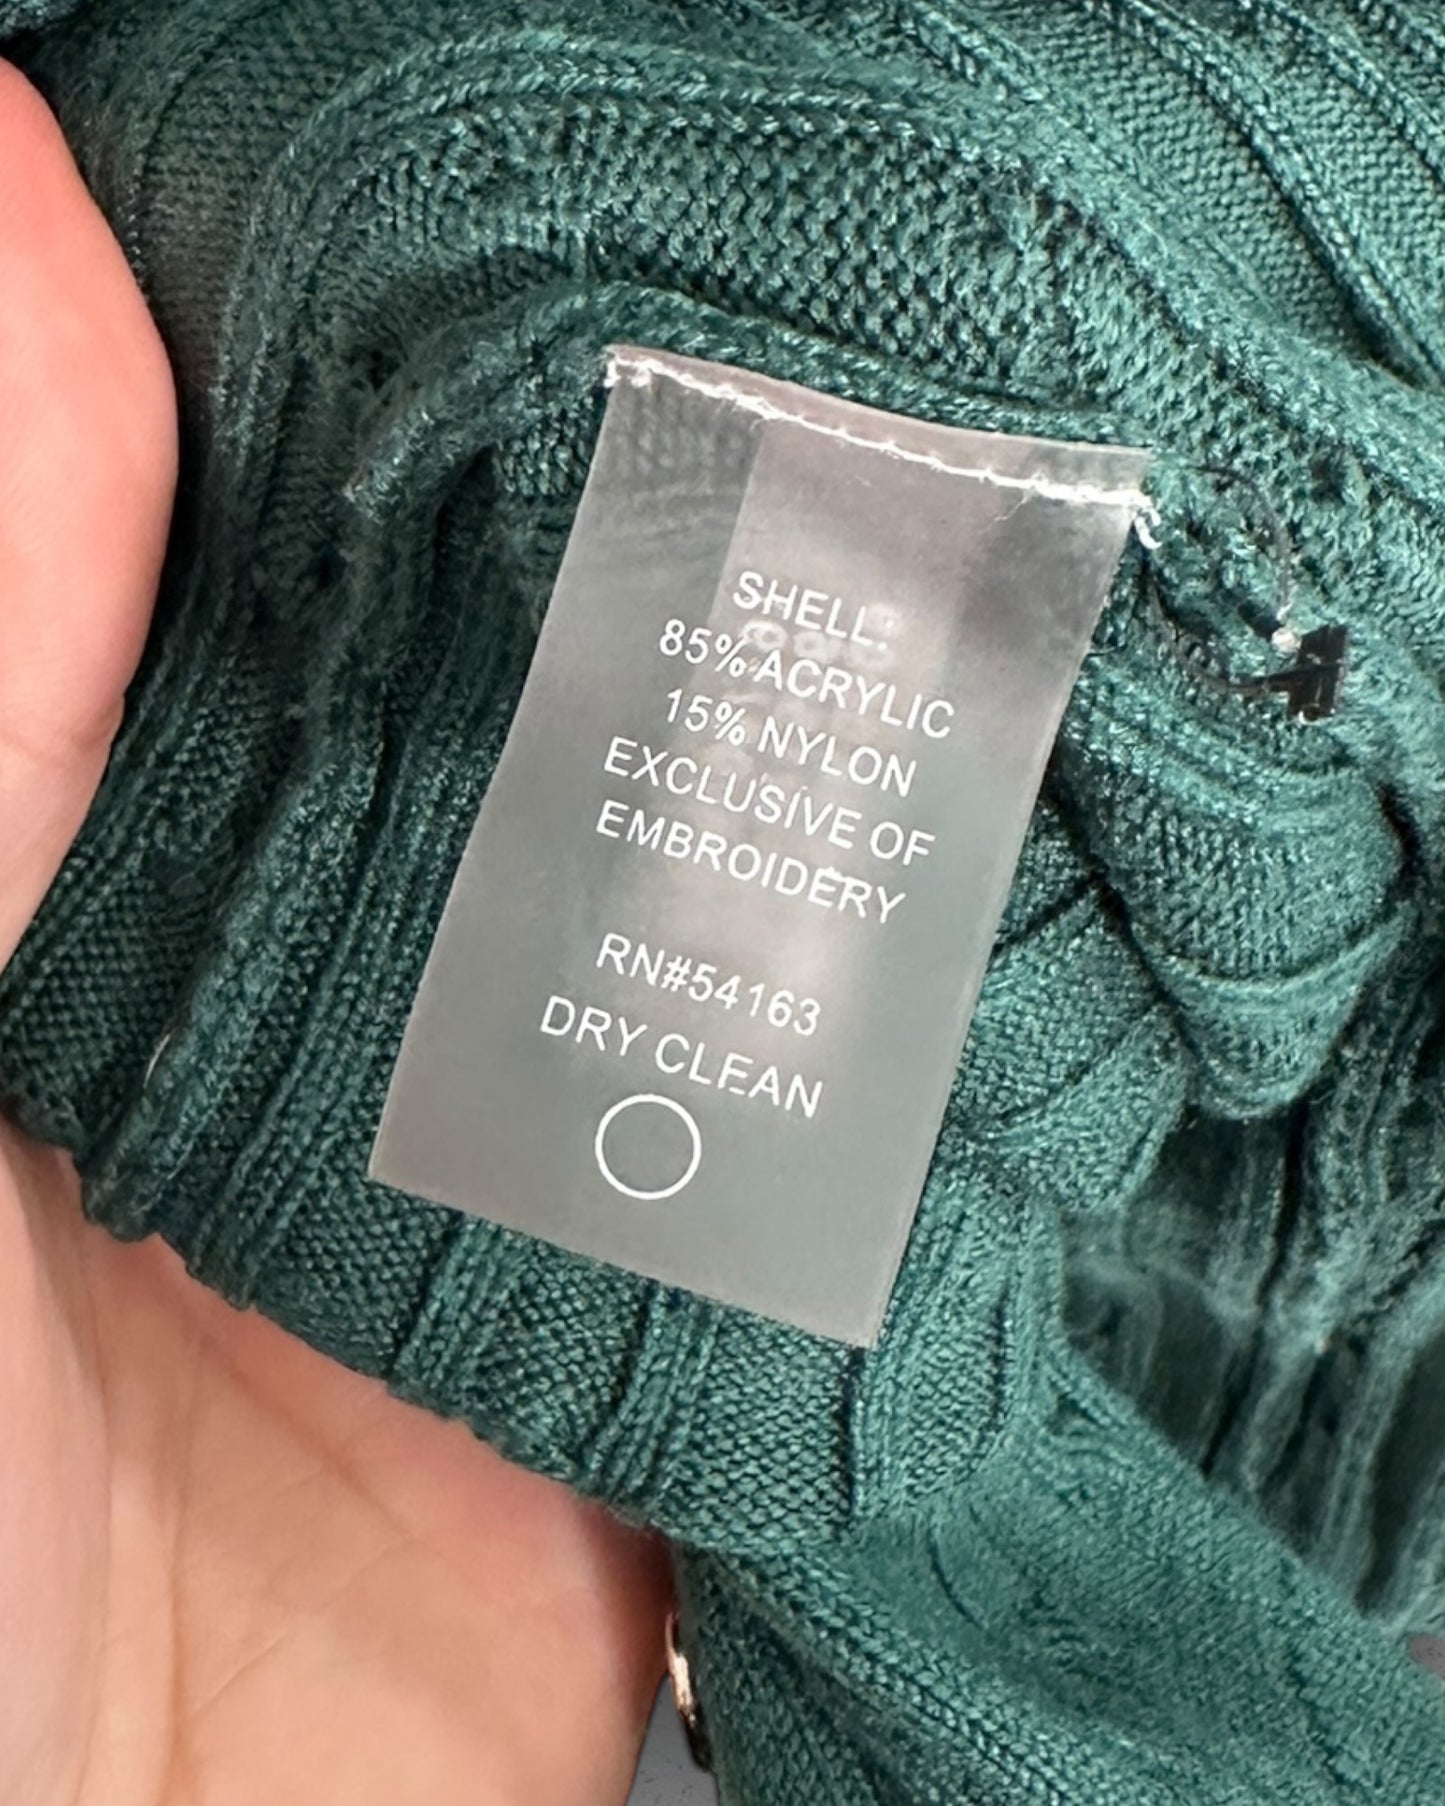 SHELL:
85% ACRYLIC
15% NYLON
EXCLUSIVE OF
EMBROIDERY
RN#54163
DRY CLEAN